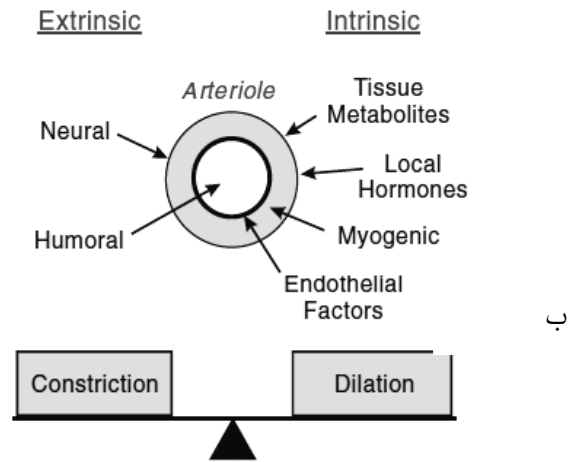 Extrinsic
Intrinsic
Arteriole
Tissue
Metabolites
Neural
Local
Hormones
Humoral
Myogenic
Endothelial
Factors
ب
Constriction
Dilation